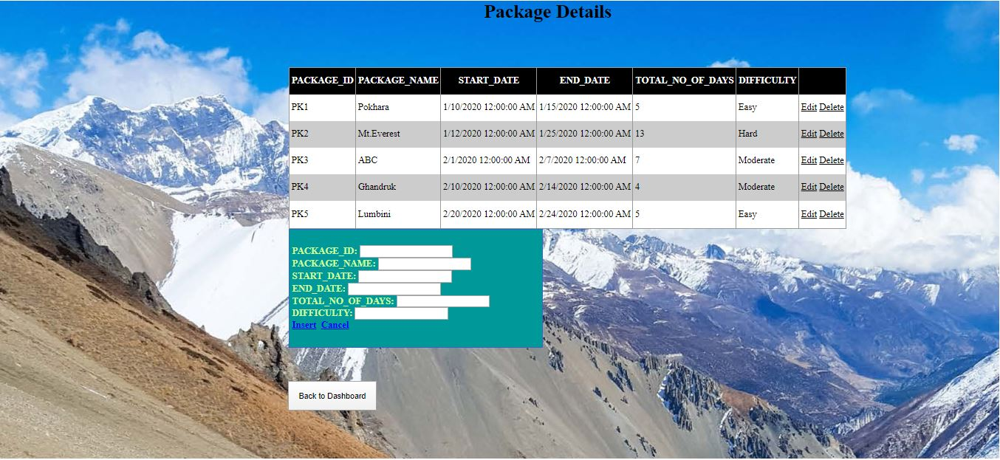 Package Details
PACKAGE_ID PACKAGE_NAME START_DATE END_DATE TOTAL_NO_OF_DAYS DIFFICULTY
PK1 Pokhara 1/10/2020 12:00:00 AM 1/15/2020 12:00:00 AM 5 Easy Edit Delete
PK2 Mt.Everest 1/12/2020 12:00:00 AM 1/25/2020 12:00:00 AM 13 Hard Edit Delete
PK3 ABC 2/1/2020 12:00:00 AM 2/7/2020 12:00:00 AM 7 Moderate Edit Delete
PK4 Ghandruk 2/10/2020 12:00:00 AM 2/14/2020 12:00:00 AM 4 Moderate Edit Delete
PK5 Lumbini 2/20/2020 12:00:00 AM 2/24/2020 12:00:00 AM 5 Easy Edit Delete
PACKAGE_ID:
PACKAGE_NAME:
START_DATE:
END_DATE:
TOTAL_NO_OF_DAYS:
DIFFICULTY:
Insert Cancel
Back to Dashboard